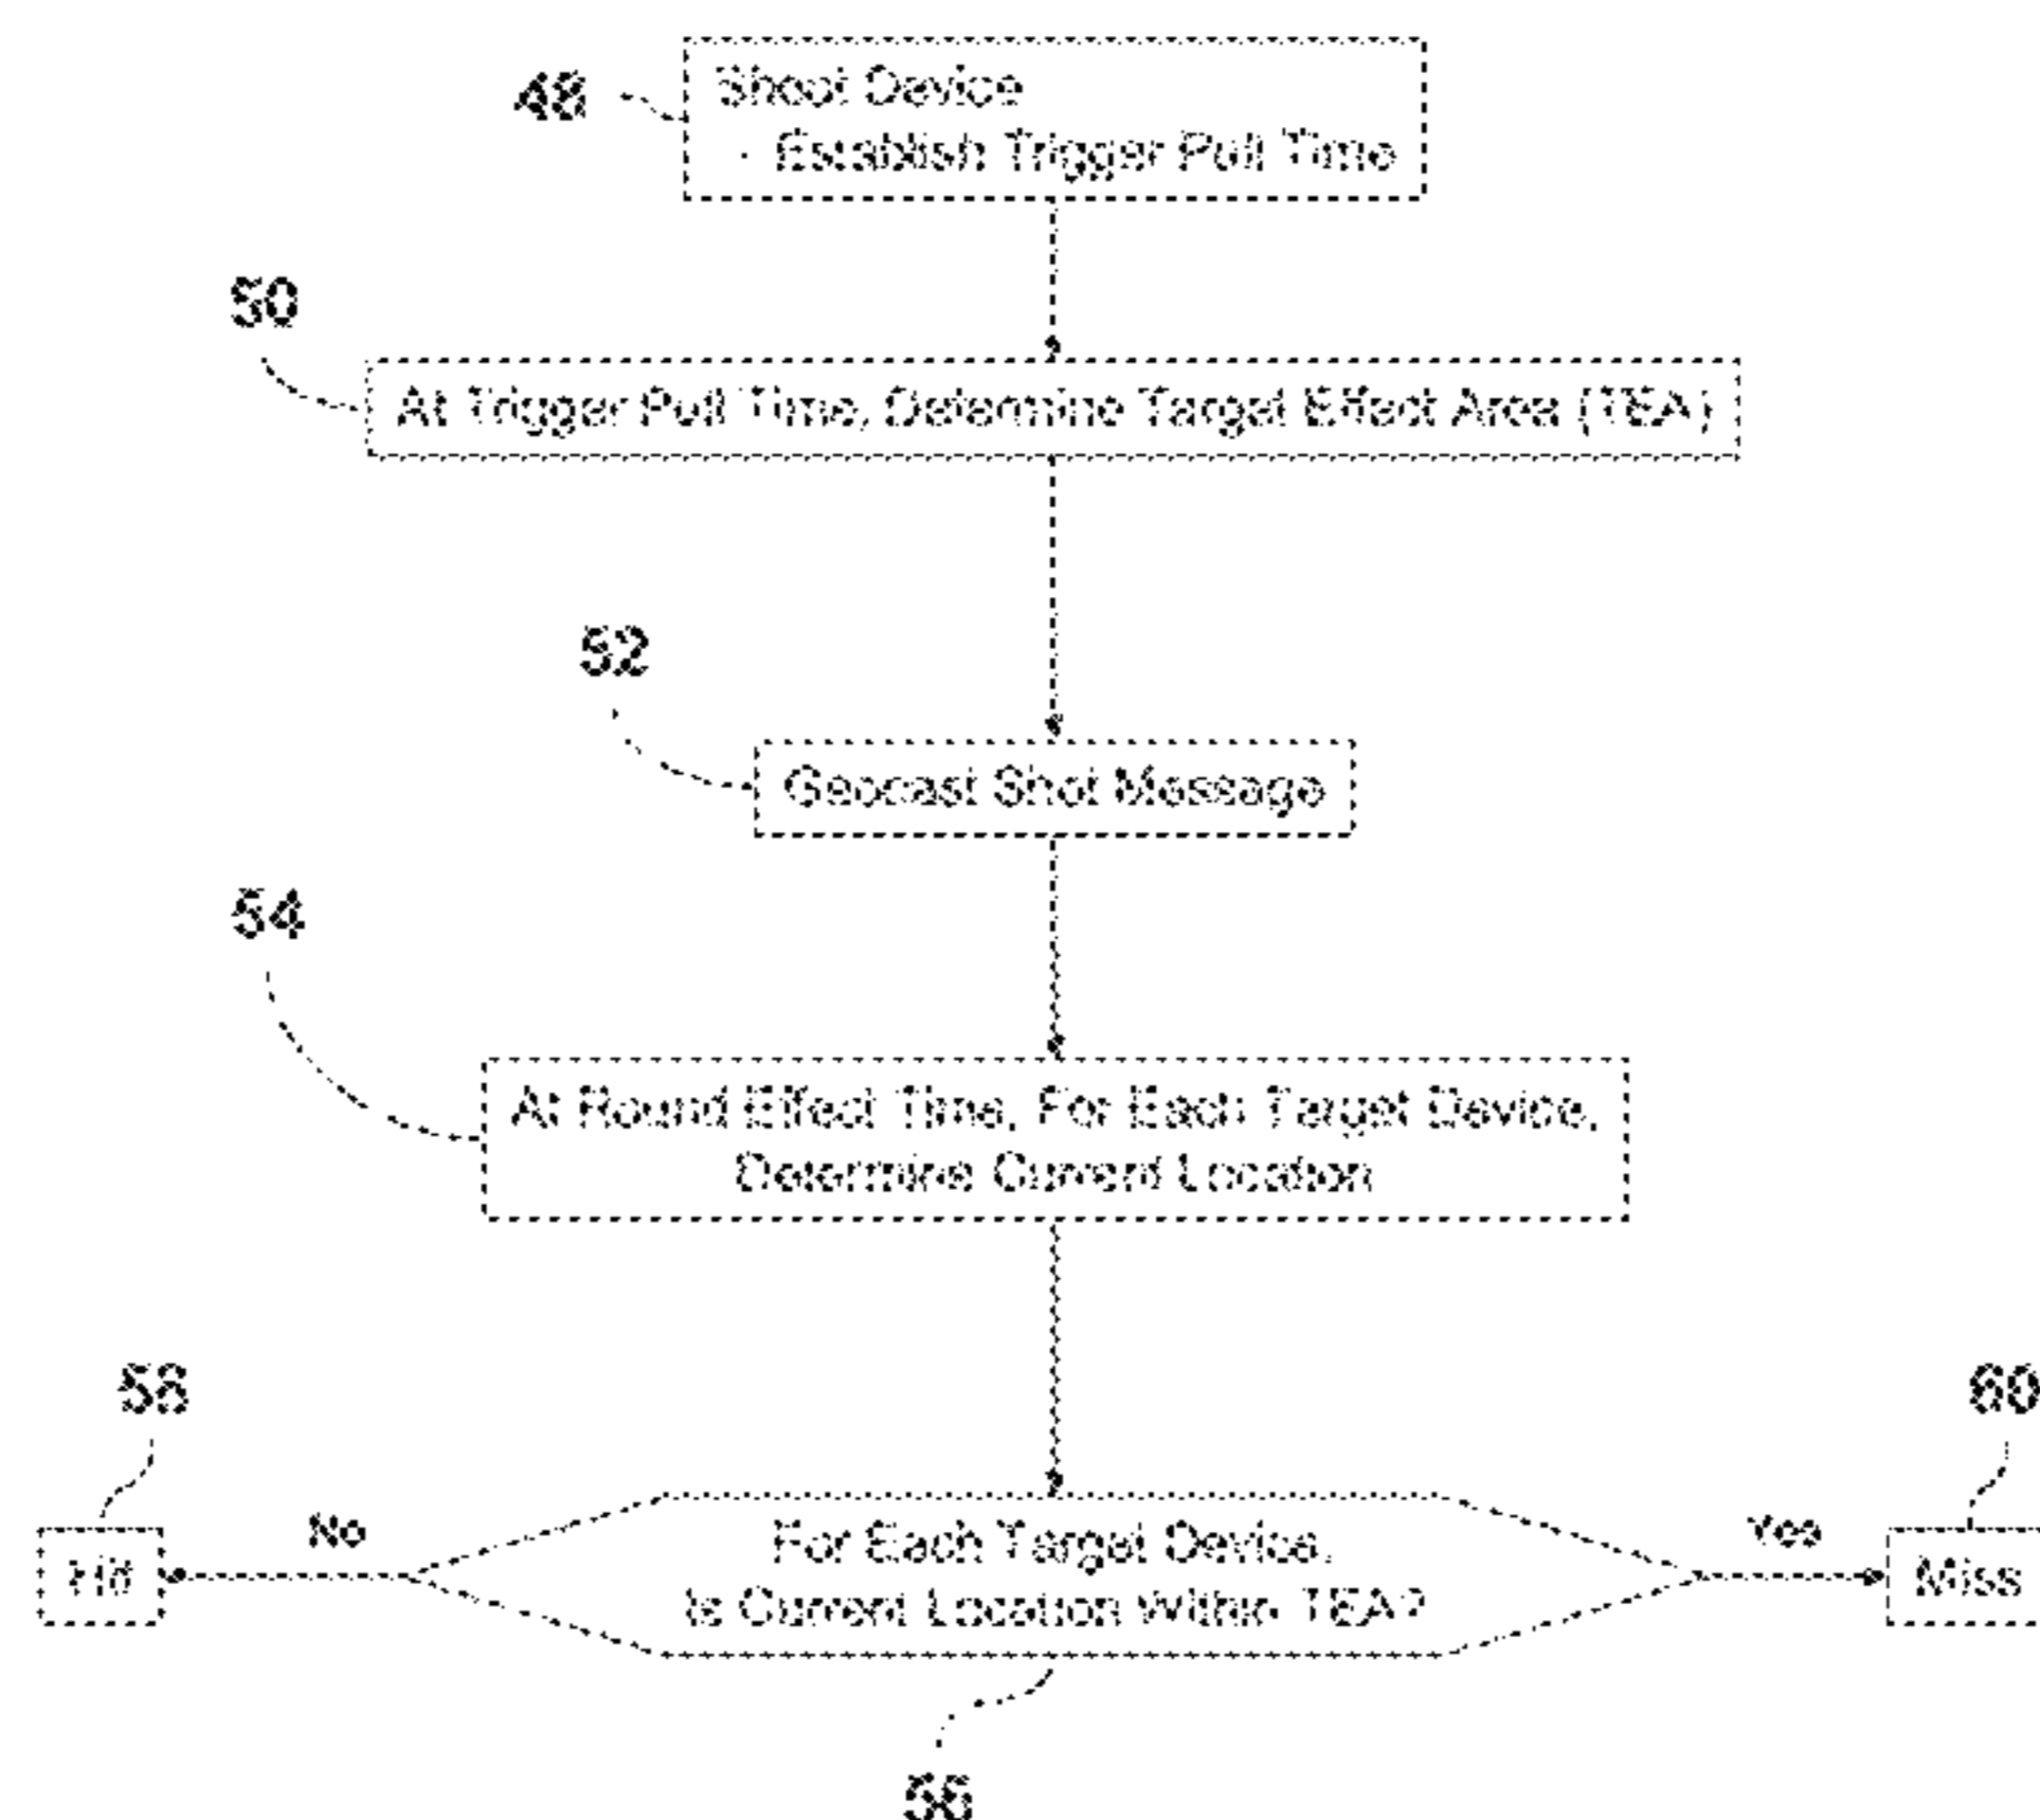 48
Shoot Device
- Establish Trigger Pull Time
50
At Trigger Pull Time, Determine Target Effect Area (TEA)
52
Geocast Shot Message
54
At Round Effect Time, For Each Target Device,
Determine Current Location
58
60
No
Yes
Hit
For Each Target Device,
Is Current Location Within TEA?
Miss
56